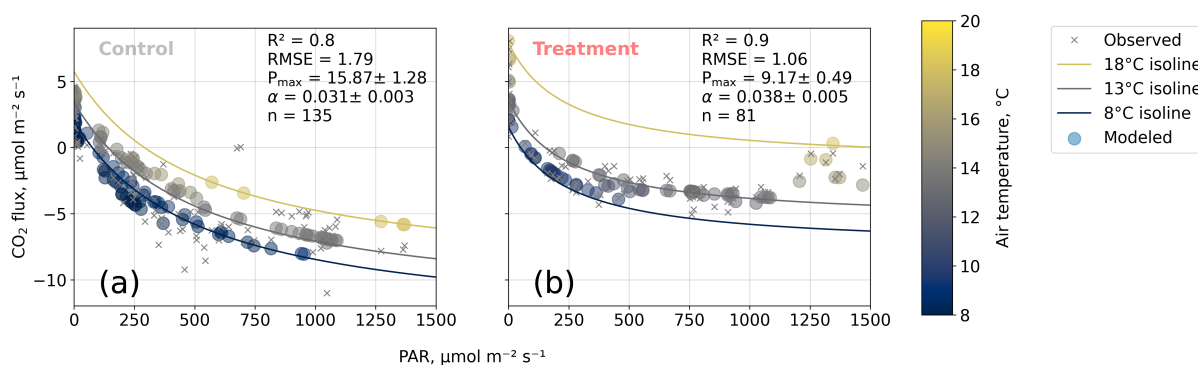 Control
R² = 0.8
RMSE = 1.79
Pmax = 15.87± 1.28
α = 0.031± 0.003
n = 135
(a)
5
0
−5
−10
CO2 flux, μmol m⁻² s⁻¹
0 250 500 750 1000 1250 1500
Treatment
R² = 0.9
RMSE = 1.06
Pmax = 9.17± 0.49
α = 0.038± 0.005
n = 81
(b)
0 250 500 750 1000 1250 1500
PAR, μmol m⁻² s⁻¹
20
18
16
14
12
10
8
Air temperature, °C
Observed
18°C isoline
13°C isoline
8°C isoline
Modeled